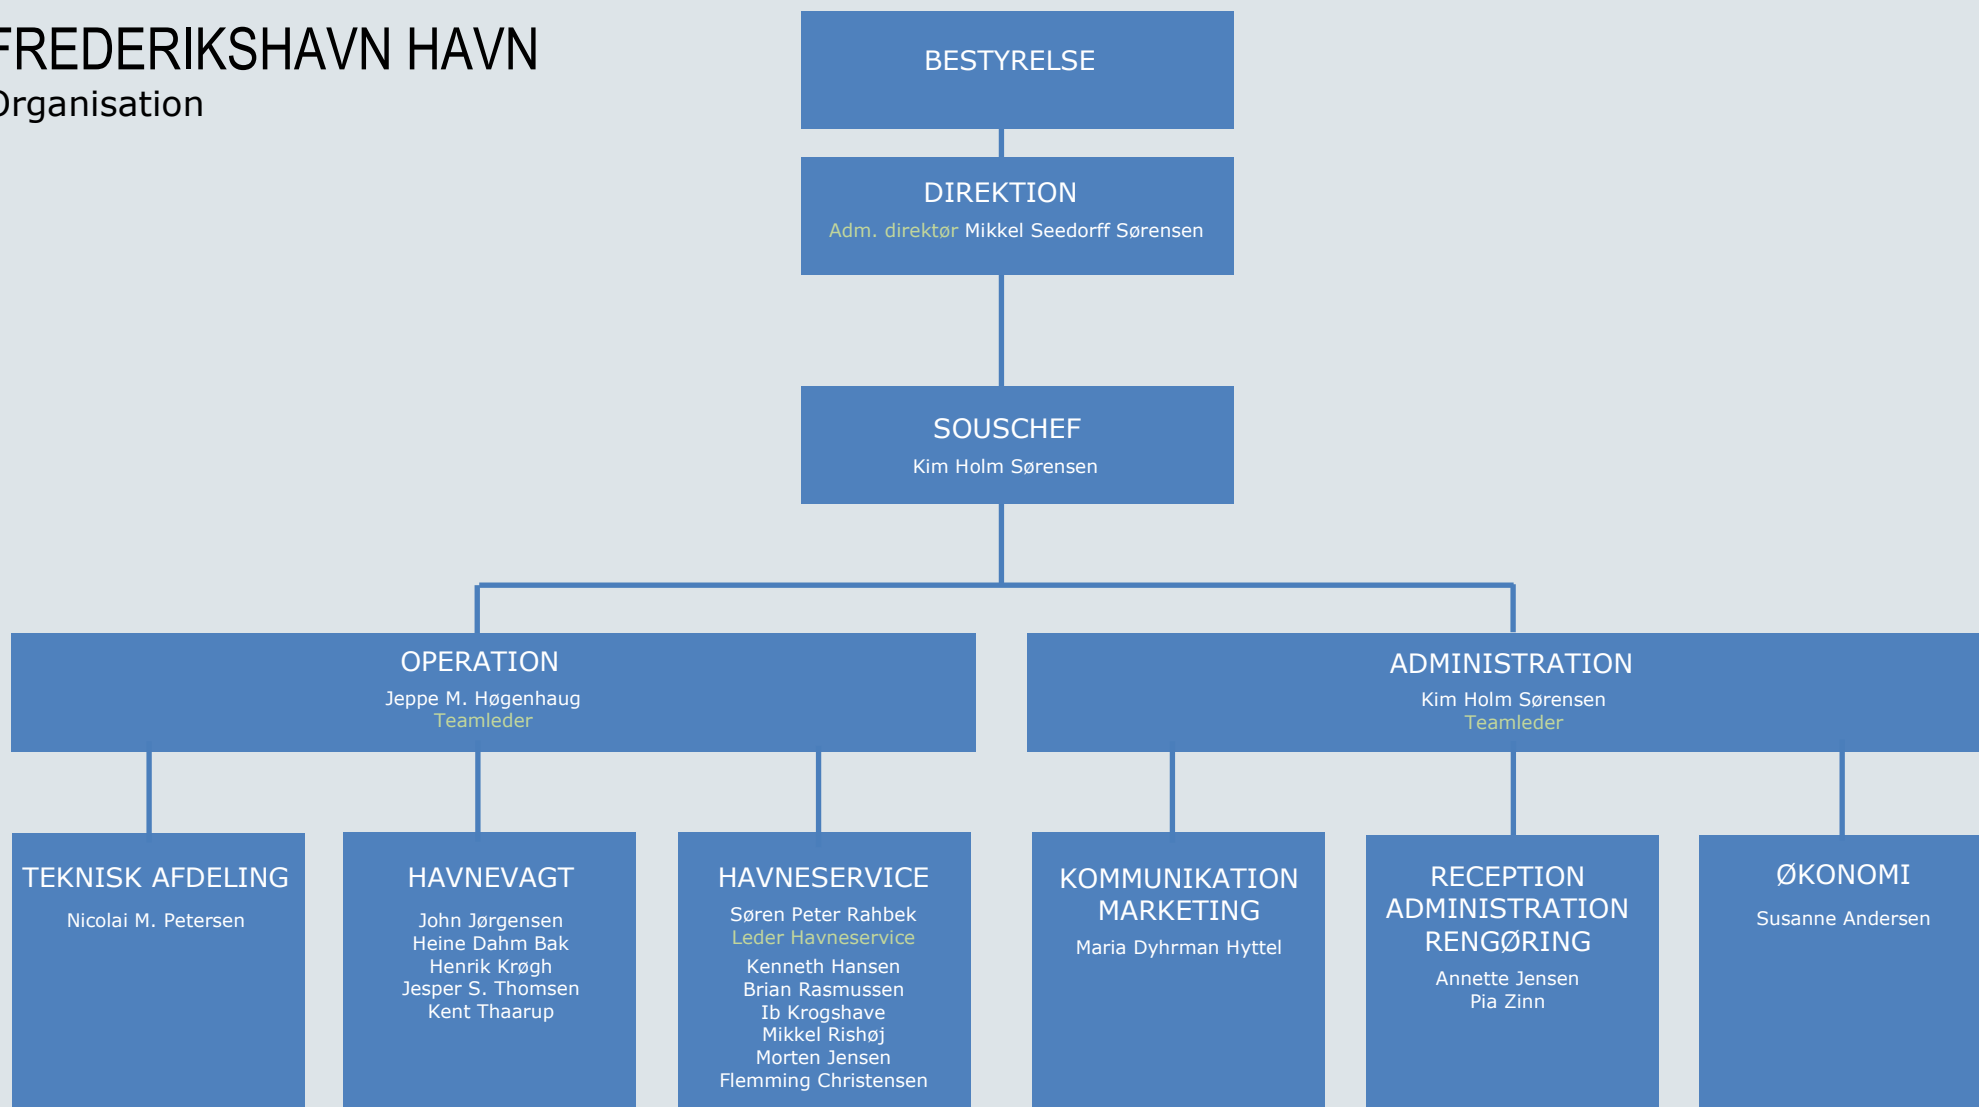 FREDERIKSHAVN HAVN
Organisation
BESTYRELSE
DIREKTION
Adm. direktør Mikkel Seedorff Sørensen
SOUSCHEF
Kim Holm Sørensen
OPERATION
Jeppe M. Høgenhaug
Teamleder
ADMINISTRATION
Kim Holm Sørensen
Teamleder
TEKNISK AFDELING
Nicolai M. Petersen
HAVNEVAGT
John Jørgensen
Heine Dahm Bak
Henrik Krøgh
Jesper S. Thomsen
Kent Thaarup
HAVNESERVICE
Søren Peter Rahbek
Leder Havneservice
Kenneth Hansen
Brian Rasmussen
Ib Krogshave
Mikkel Rishøj
Morten Jensen
Flemming Christensen
KOMMUNIKATION
MARKETING
Maria Dyhrman Hyttel
RECEPTION
ADMINISTRATION
RENGØRING
Annette Jensen
Pia Zinn
ØKONOMI
Susanne Andersen